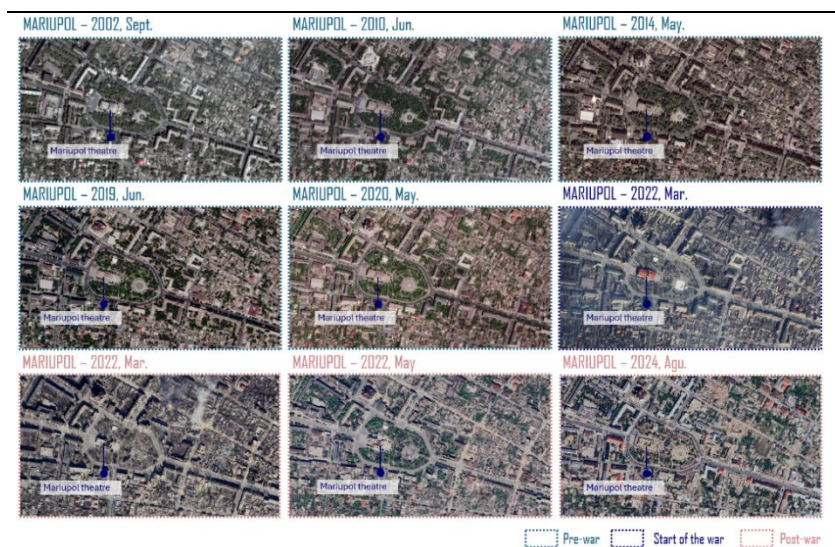 MARIUPOL – 2002, Sept.
MARIUPOL – 2010, Jun.
MARIUPOL – 2014, May.
Mariupol theatre
Mariupol theatre
Mariupol theatre
MARIUPOL – 2019, Jun.
MARIUPOL – 2020, May.
MARIUPOL – 2022, Mar.
Mariupol theatre
Mariupol theatre
Mariupol theatre
MARIUPOL – 2022, Mar.
MARIUPOL – 2022, May
MARIUPOL – 2024, Agu.
Mariupol theatre
Mariupol theatre
Mariupol theatre
Pre-war
Start of the war
Post-war